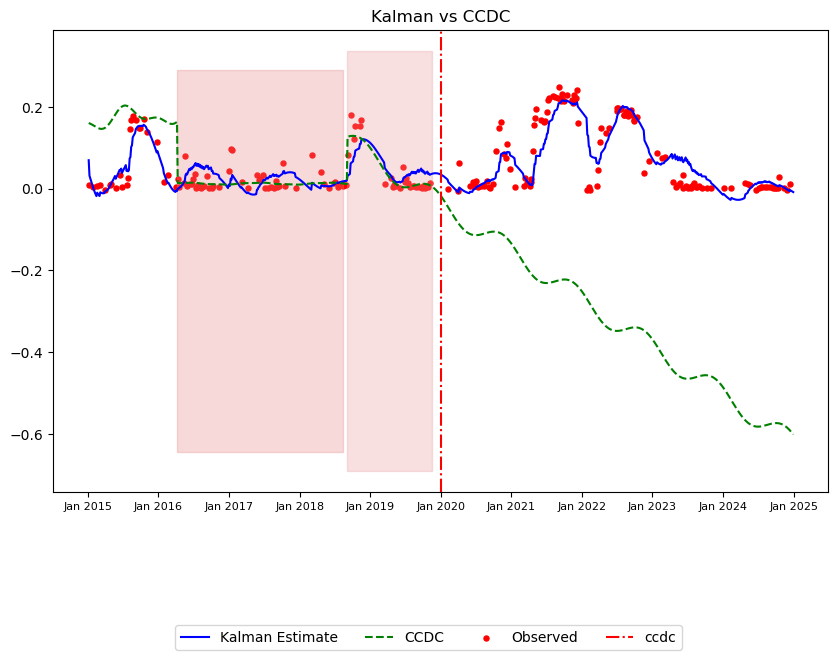 Kalman vs CCDC
0.2
0.0
−0.2
−0.4
−0.6
Jan 2015 Jan 2016 Jan 2017 Jan 2018 Jan 2019 Jan 2020 Jan 2021 Jan 2022 Jan 2023 Jan 2024 Jan 2025
Kalman Estimate CCDC Observed ccdc